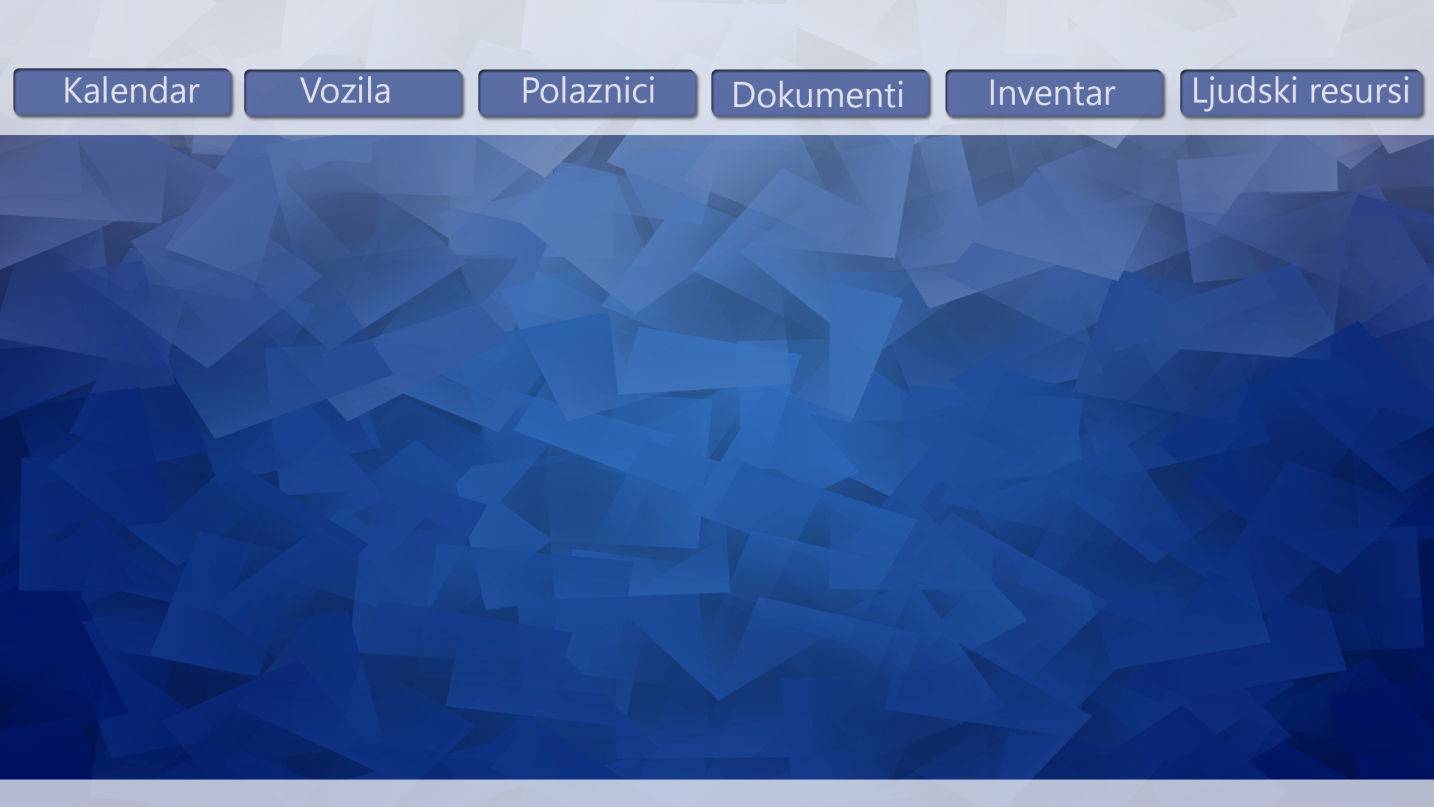 Kalendar
Vozila
Polaznici
Dokumenti
Inventar
Ljudski resursi